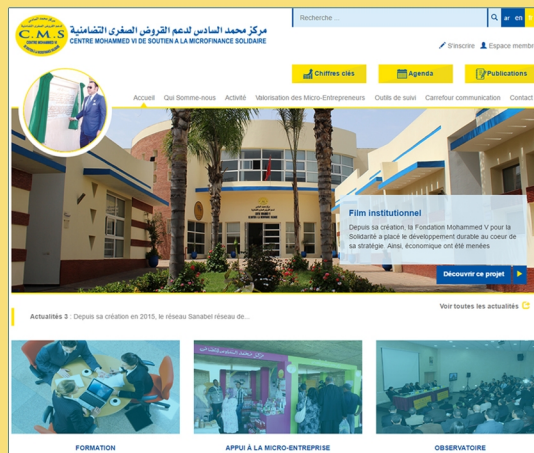 مركز محمد السادس لدعم القروض الصغرى التضامنية
C.M.S
CENTRE MOHAMMED VI DE SOUTIEN A LA MICROFINANCE SOLIDAIRE
Recherche ...
ar en
S'inscrire Espace membr
Chiffres clés Agenda Publications
Accueil Qui Somme-nous Activité Valorisation des Micro-Entrepreneurs Outils de suivi Carrefour communication Contact
Film institutionnel
Depuis sa création, la Fondation Mohammed V pour la
Solidarité a placé le développement durable au coeur de
sa stratégie. Ainsi, économique ont été menées
Découvrir ce projet
Voir toutes les actualités
Actualités 3 : Depuis sa création en 2015, le réseau Sanabel réseau de...
FORMATION APPUI À LA MICRO-ENTREPRISE OBSERVATOIRE